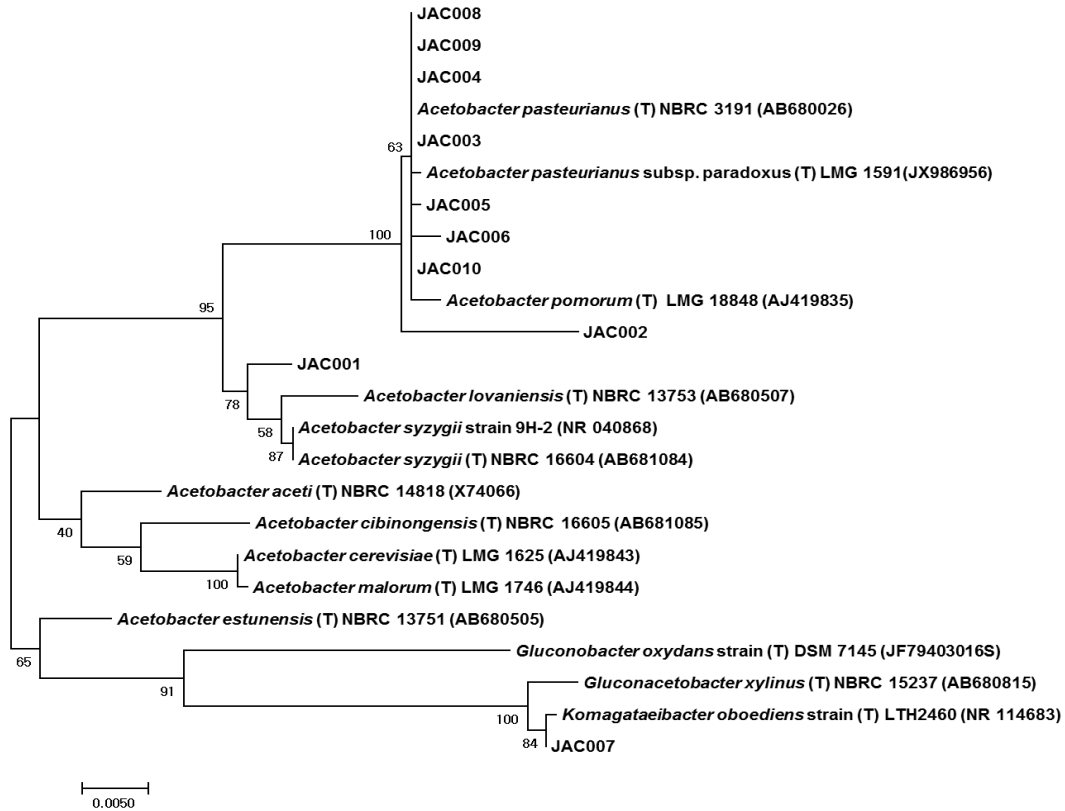 JAC008
JAC009
JAC004
Acetobacter pasteurianus (T) NBRC 3191 (AB680026)
JAC003
63
Acetobacter pasteurianus subsp. paradoxus (T) LMG 1591(JX986956)
JAC005
100
JAC006
JAC010
Acetobacter pomorum (T) LMG 18848 (AJ419835)
95
JAC002
JAC001
78
Acetobacter lovaniensis (T) NBRC 13753 (AB680507)
58
Acetobacter syzygii strain 9H-2 (NR 040868)
87
Acetobacter syzygii (T) NBRC 16604 (AB681084)
Acetobacter aceti (T) NBRC 14818 (X74066)
40
Acetobacter cibinongensis (T) NBRC 16605 (AB681085)
59
Acetobacter cerevisiae (T) LMG 1625 (AJ419843)
100
Acetobacter malorum (T) LMG 1746 (AJ419844)
Acetobacter estunensis (T) NBRC 13751 (AB680505)
65
Gluconobacter oxydans strain (T) DSM 7145 (JF79403016S)
91
Gluconacetobacter xylinus (T) NBRC 15237 (AB680815)
100
Komagataeibacter oboediens strain (T) LTH2460 (NR 114683)
84
JAC007
0.0050